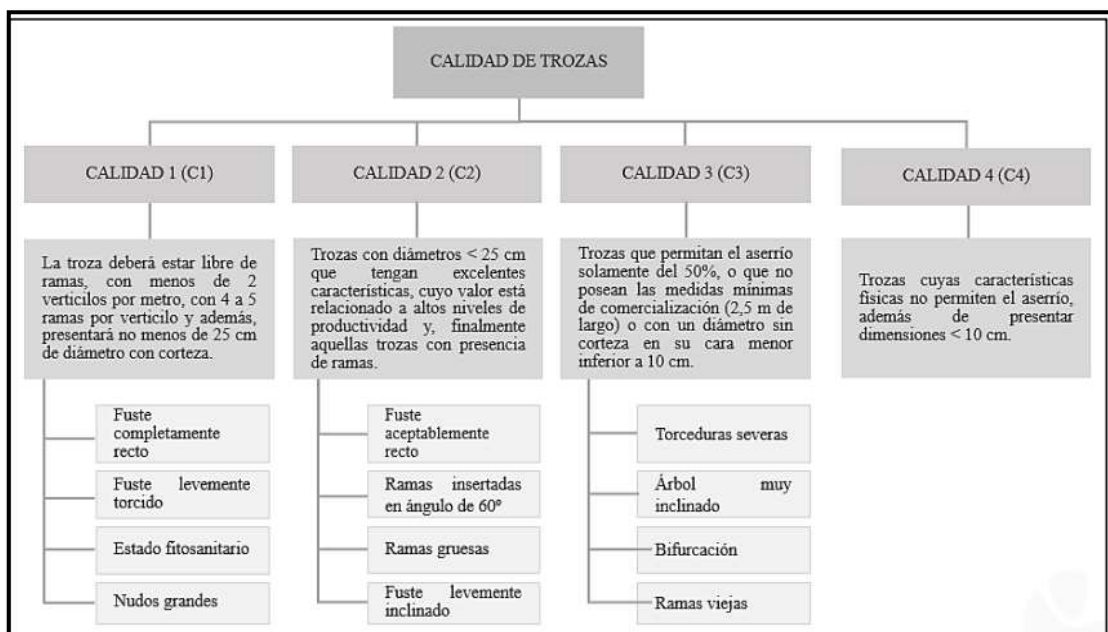 CALIDAD DE TROZAS
CALIDAD 1 (C1)
La troza deberá estar libre de
ramas, con menos de 2
verticilos por metro, con 4 a 5
ramas por verticilo y además,
presentará no menos de 25 cm
de diámetro con corteza.
Fuste
completamente
recto
Fuste levemente
torcido
Estado fitosanitario
Nudos grandes
CALIDAD 2 (C2)
Trozas con diámetros < 25 cm
que tengan excelentes
características, cuyo valor está
relacionado a altos niveles de
productividad y, finalmente
aquellas trozas con presencia
de ramas.
Fuste
aceptablemente
recto
Ramas insertadas
en ángulo de 60º
Ramas gruesas
Fuste levemente
inclinado
CALIDAD 3 (C3)
Trozas que permitan el aserrío
solamente del 50%, o que no
posean las medidas mínimas
de comercialización (2,5 m de
largo) o con un diámetro sin
corteza en su cara menor
inferior a 10 cm.
Torceduras severas
Árbol muy
inclinado
Bifurcación
Ramas viejas
CALIDAD 4 (C4)
Trozas cuyas características
físicas no permiten el aserrío,
además de presentar
dimensiones < 10 cm.